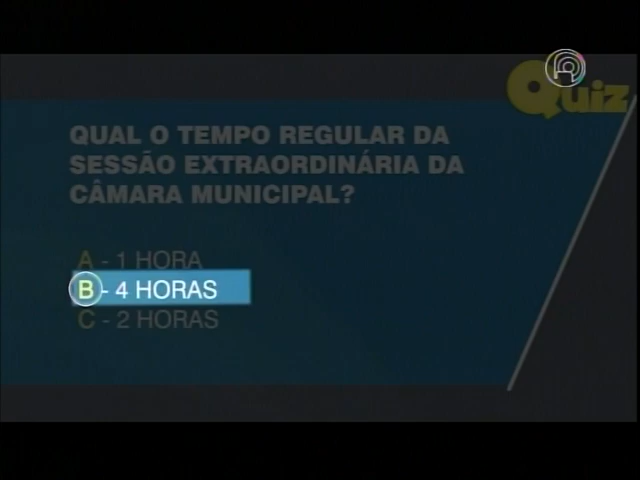 Quiz
QUAL O TEMPO REGULAR DA
SESSÃO EXTRAORDINÁRIA DA
CÂMARA MUNICIPAL?
A - 1 HORA
B - 4 HORAS
C - 2 HORAS